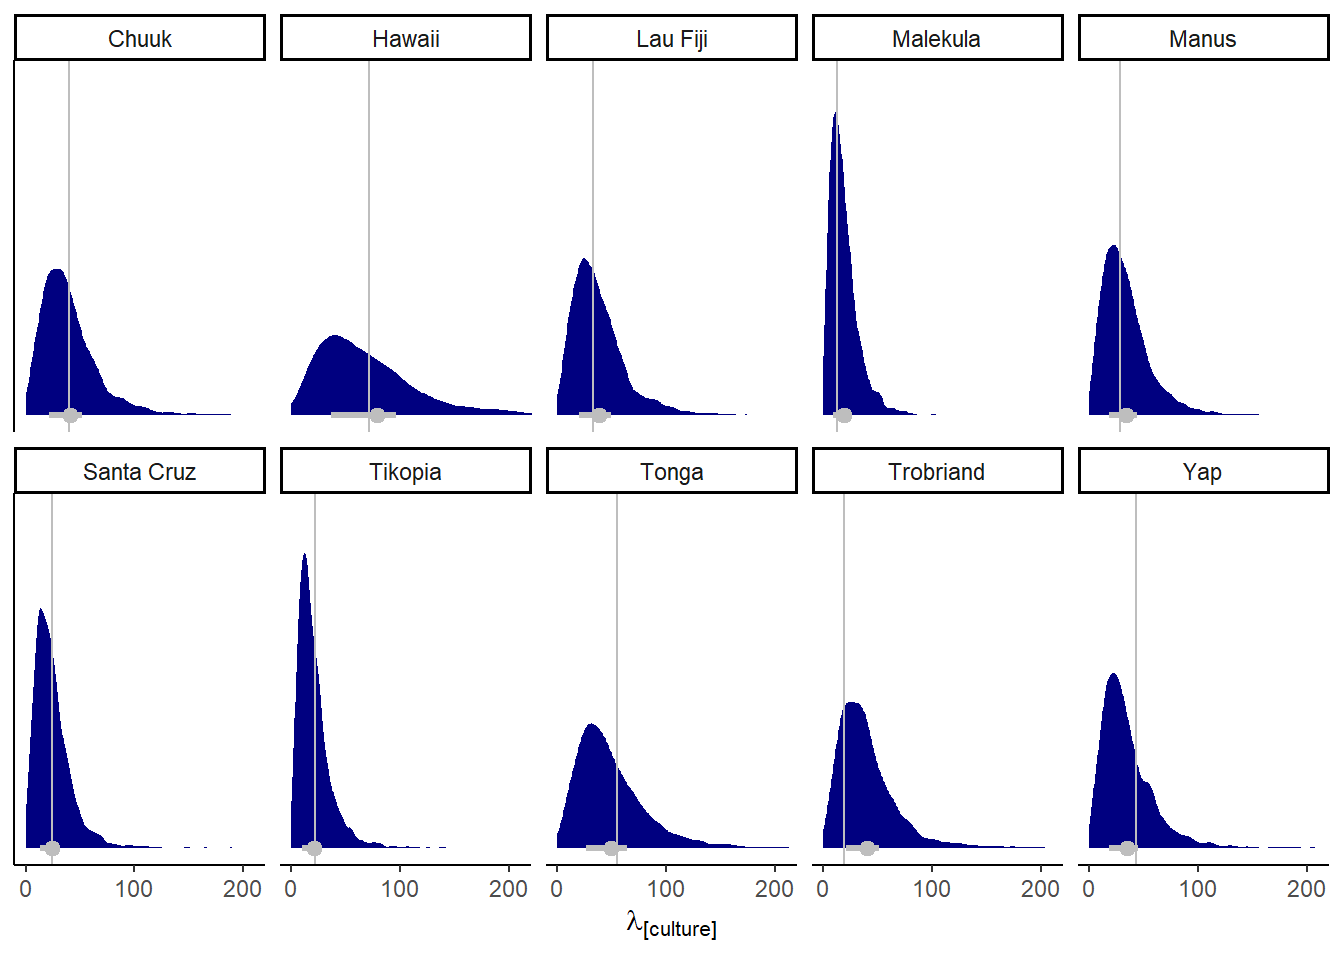 Chuuk Hawaii Lau Fiji Malekula Manus
Santa Cruz Tikopia Tonga Trobriand Yap
0 100 200 0 100 200 0 100 200 0 100 200 0 100 200
λ[culture]